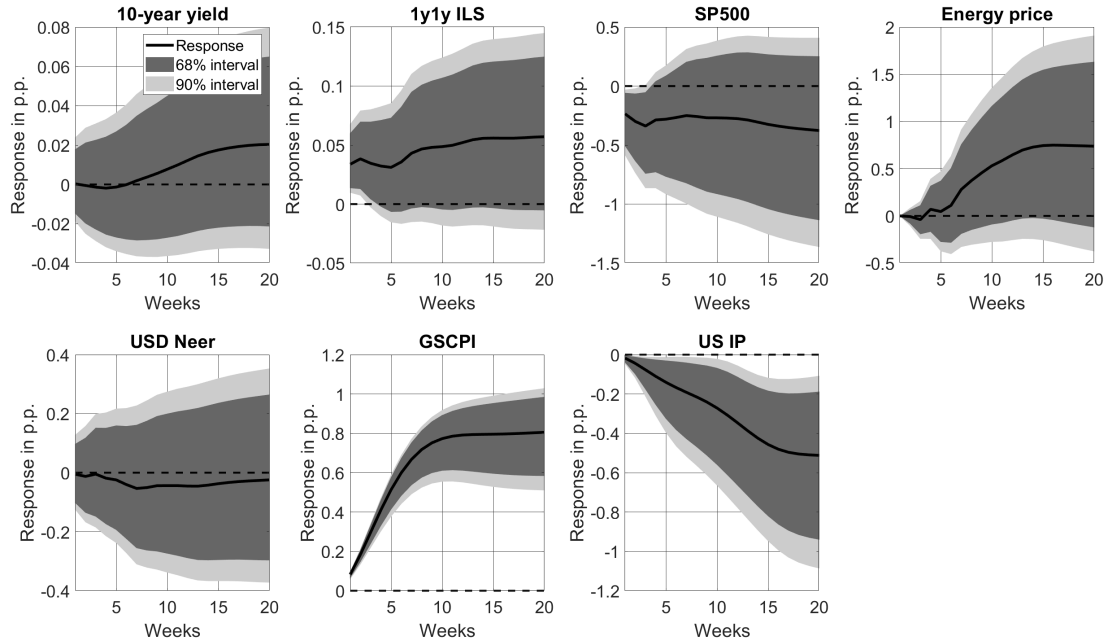 10-year yield
0.08
0.06
0.04
0.02
0
-0.02
-0.04
Response in p.p.
5 10 15 20
Weeks
Response
68% interval
90% interval
1y1y ILS
0.15
0.1
0.05
0
0.05
Response in p.p.
5 10 15 20
Weeks
SP500
0.5
0
-0.5
-1
-1.5
Response in p.p.
5 10 15 20
Weeks
Energy price
2
1.5
1
0.5
0
-0.5
Response in p.p.
5 10 15 20
Weeks
USD Neer
0.4
0.2
0
-0.2
-0.4
Response in p.p.
5 10 15 20
Weeks
GSCPI
1.2
1
0.8
0.6
0.4
0.2
0
Response in p.p.
5 10 15 20
Weeks
US IP
0
-0.2
-0.4
-0.6
-0.8
-1
-1.2
Response in p.p.
5 10 15 20
Weeks